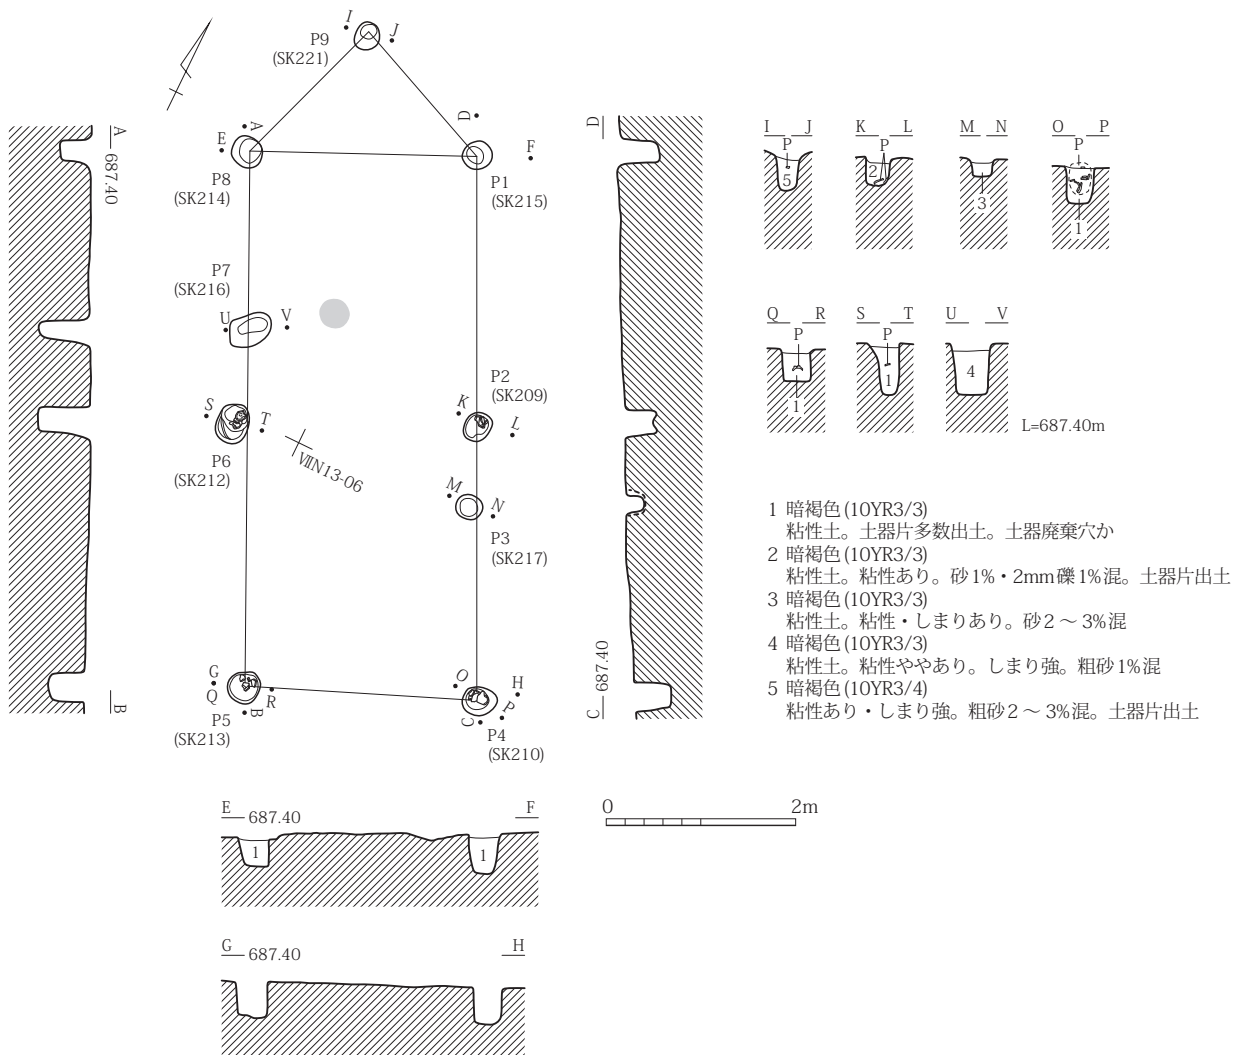 I
J
P9
(SK221)
A
687.40
E
A
D
F
P8
(SK214)
P1
(SK215)
P7
(SK216)
U
V
P2
(SK209)
S
T
K
L
P6
(SK212)
ⅦN13-06
M
N
P3
(SK217)
G
Q
R
B
P5
(SK213)
O
H
P
C
P4
(SK210)
B
D
C
687.40
I J
P
5
K L
P
2
M N
3
O P
P
1
Q R
P
1
S T
P
1
U V
4
L=687.40m
1 暗褐色(10YR3/3)
粘性土。土器片多数出土。土器廃棄穴か
2 暗褐色(10YR3/3)
粘性土。粘性あり。砂1%・2mm礫1%混。土器片出土
3 暗褐色(10YR3/3)
粘性土。粘性・しまりあり。砂2～3%混
4 暗褐色(10YR3/3)
粘性土。粘性ややあり。しまり強。粗砂1%混
5 暗褐色(10YR3/4)
粘性あり・しまり強。粗砂2～3%混。土器片出土
E 687.40 F
1 1
0 2m
G 687.40 H